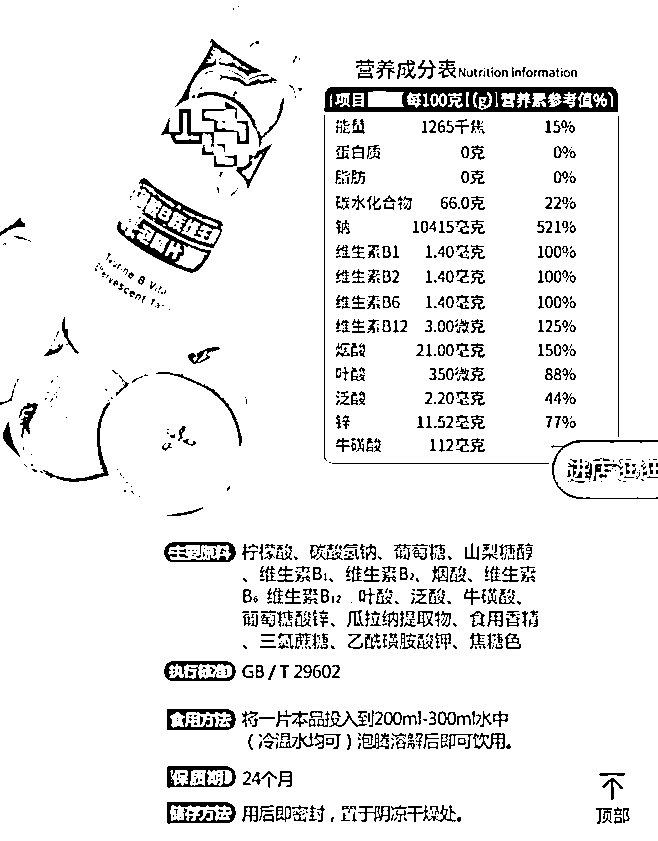 营养成分表Nutrition information
项目 每100克(g) 营养素参考值%
能量 1265千焦 15%
蛋白质 0克 0%
脂肪 0克 0%
碳水化合物 66.0克 22%
钠 10415毫克 521%
维生素B1 1.40毫克 100%
维生素B2 1.40毫克 100%
维生素B6 1.40毫克 100%
维生素B12 3.00微克 125%
烟酸 21.00毫克 150%
叶酸 350微克 88%
泛酸 2.20毫克 44%
锌 11.52毫克 77%
牛磺酸 112毫克
Taurine B Vita
Effervescent Ta
进店逛逛
主要原料 柠檬酸、碳酸氢钠、葡萄糖、山梨糖醇
、维生素B₁、维生素B₂、烟酸、维生素
B₆ 维生素B₁₂ 叶酸、泛酸、牛磺酸、
葡萄糖酸锌、瓜拉纳提取物、食用香精
、三氯蔗糖、乙酰磺胺酸钾、焦糖色
执行标准 GB/T 29602
食用方法 将一片本品投入到200ml-300ml水中
（冷温水均可）泡腾溶解后即可饮用。
保质期 24个月
储存方法 用后即密封，置于阴凉干燥处。
顶部